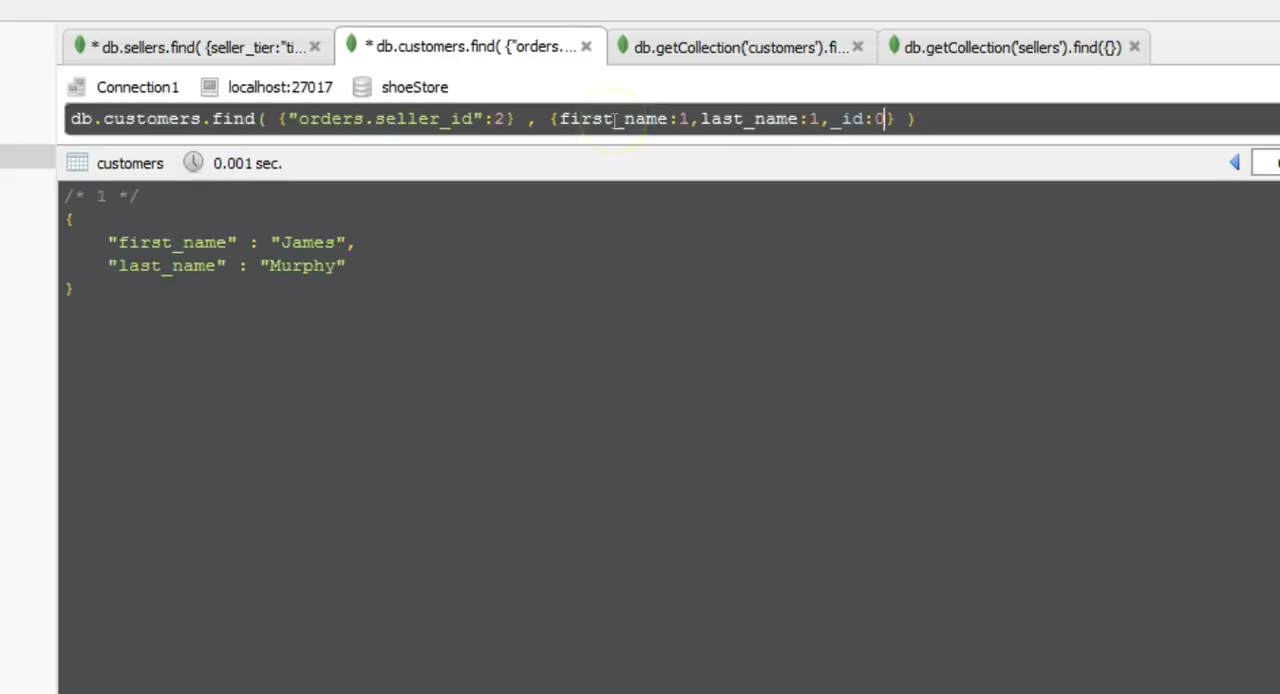 * db.sellers.find( {seller_tier:"ti... * db.customers.find( {"orders.... db.getCollection('customers').fi... db.getCollection('sellers').find({})
Connection1 localhost:27017 shoeStore
db.customers.find( {"orders.seller_id":2} , {first_name:1,last_name:1,_id:0} )
customers 0.001 sec.
/* 1 */
{
"first_name" : "James",
"last_name" : "Murphy"
}